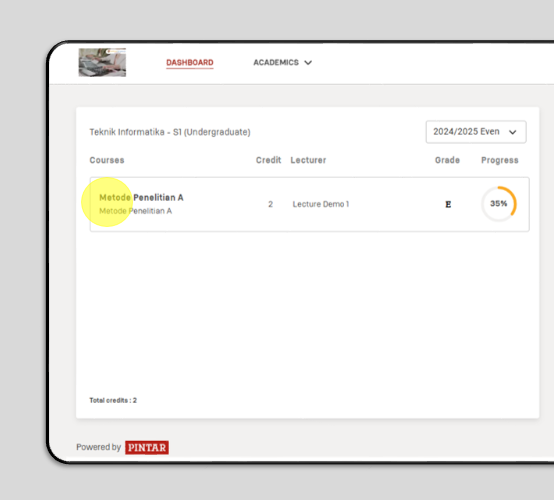 DASHBOARD ACADEMICS
Teknik Informatika - S1 (Undergraduate) 2024/2025 Even
Courses Credit Lecturer Grade Progress
Metode Penelitian A
Metode Penelitian A 2 Lecture Demo 1 E 35%
Total credits : 2
Powered by PINTAR